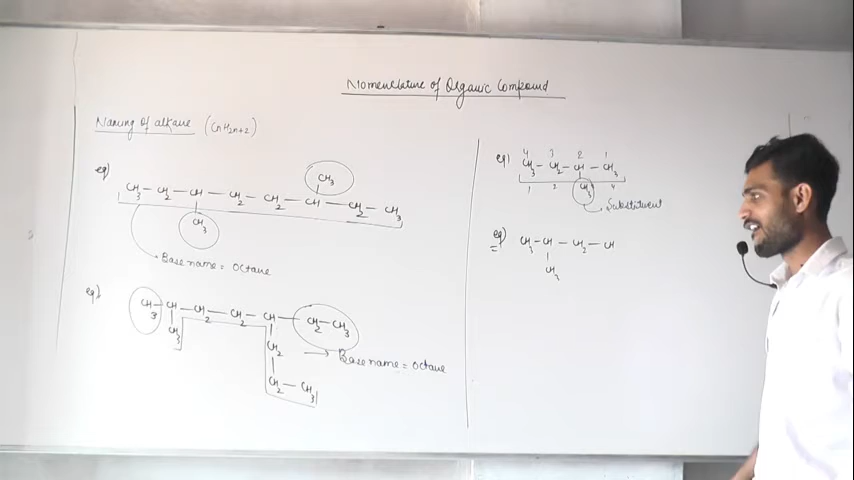 Nomenclature of Organic Compound
Naming of alkane (CnH2n+2)
eg)
CH3
CH3 — CH2 — CH — CH2 — CH2 — CH — CH2 — CH3
CH3
Base name = Octane
eg)
CH3 — CH — CH2 — CH2 — CH — CH2 — CH3
CH3
CH2
CH2 — CH3
Base name = Octane
eg)
4 3 2 1
CH3 — CH2 — CH — CH3
1 2 4
CH3
Substituent
eg)
CH3 — CH — CH2 — CH
CH3